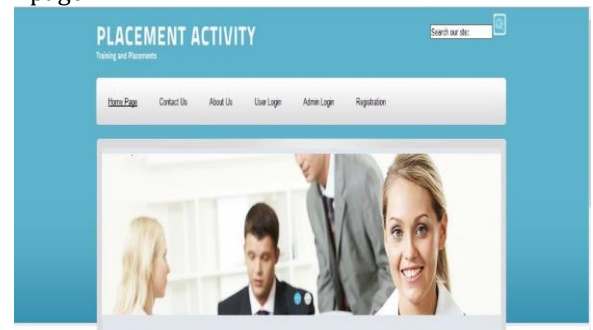 page
PLACEMENT ACTIVITY
Search our site:
Training and Placements
Home Page Contact Us About Us User Login Admin Login Registration